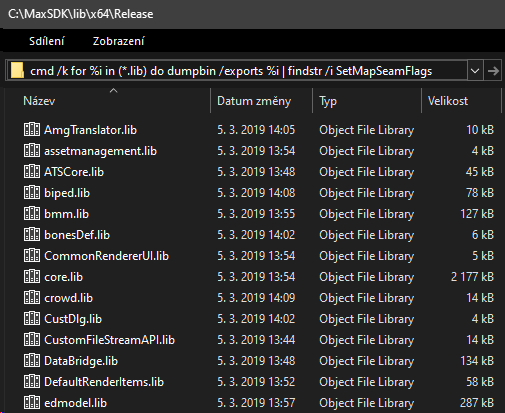 C:\MaxSDK\lib\x64\Release
Sdílení Zobrazení
cmd /k for %i in (*.lib) do dumpbin /exports %i | findstr /i SetMapSeamFlags
Název Datum změny Typ Velikost
AmgTranslator.lib 5. 3. 2019 14:05 Object File Library 10 kB
assetmanagement.lib 5. 3. 2019 13:54 Object File Library 4 kB
ATSCore.lib 5. 3. 2019 13:48 Object File Library 45 kB
biped.lib 5. 3. 2019 14:08 Object File Library 78 kB
bmm.lib 5. 3. 2019 13:55 Object File Library 127 kB
bonesDef.lib 5. 3. 2019 14:02 Object File Library 6 kB
CommonRendererUI.lib 5. 3. 2019 13:54 Object File Library 5 kB
core.lib 5. 3. 2019 13:54 Object File Library 2 177 kB
crowd.lib 5. 3. 2019 14:09 Object File Library 14 kB
CustDlg.lib 5. 3. 2019 14:02 Object File Library 4 kB
CustomFileStreamAPI.lib 5. 3. 2019 13:44 Object File Library 14 kB
DataBridge.lib 5. 3. 2019 13:48 Object File Library 134 kB
DefaultRenderItems.lib 5. 3. 2019 13:52 Object File Library 58 kB
edmodel.lib 5. 3. 2019 13:57 Object File Library 287 kB